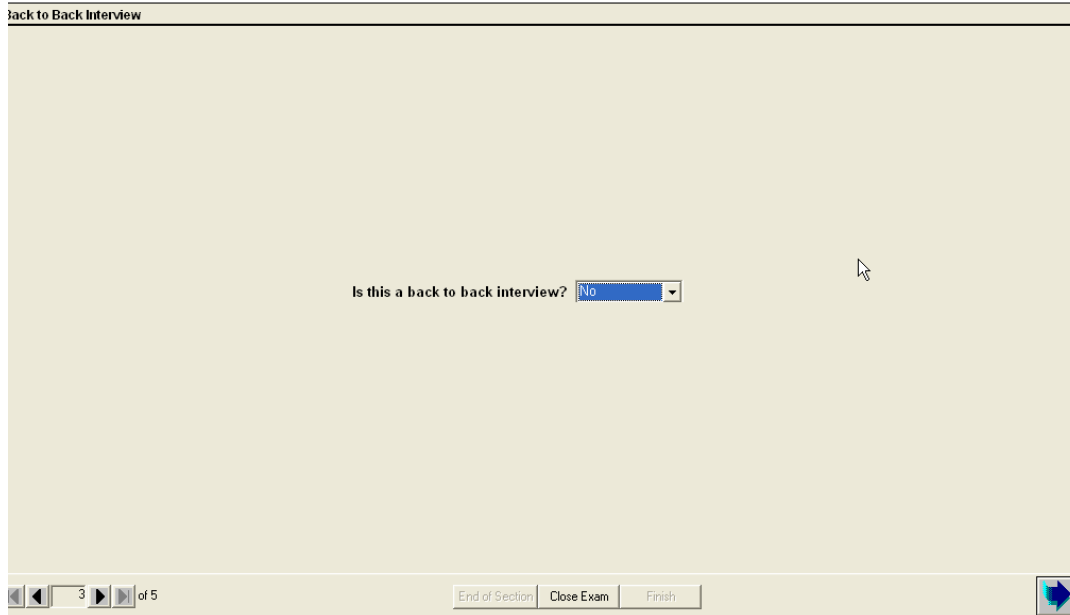 Back to Back Interview
Is this a back to back interview? No
3 of 5
End of Section Close Exam Finish